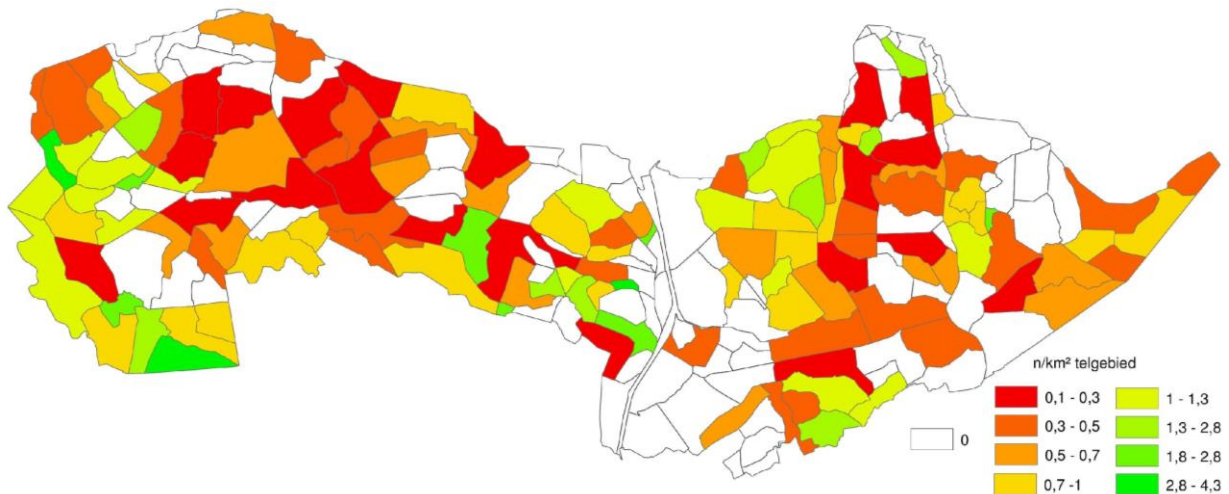 n/km² telgebied
0,1 - 0,3
1 - 1,3
0,3 - 0,5
1,3 - 2,8
0
0,5 - 0,7
1,8 - 2,8
0,7 -1
2,8 - 4,3